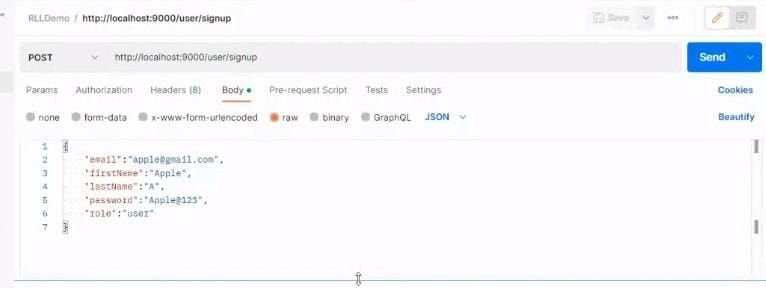 RLLDemo / http://localhost:9000/user/signup
Save
POST http://localhost:9000/user/signup Send
Params Authorization Headers (8) Body Pre-request Script Tests Settings Cookies
none form-data x-www-form-urlencoded raw binary GraphQL JSON Beautify
1 {
2 "email":"apple@gmail.com",
3 "firstName":"Apple",
4 "lastName":"A",
5 "password":"Apple@123",
6 "role":"user"
7 }